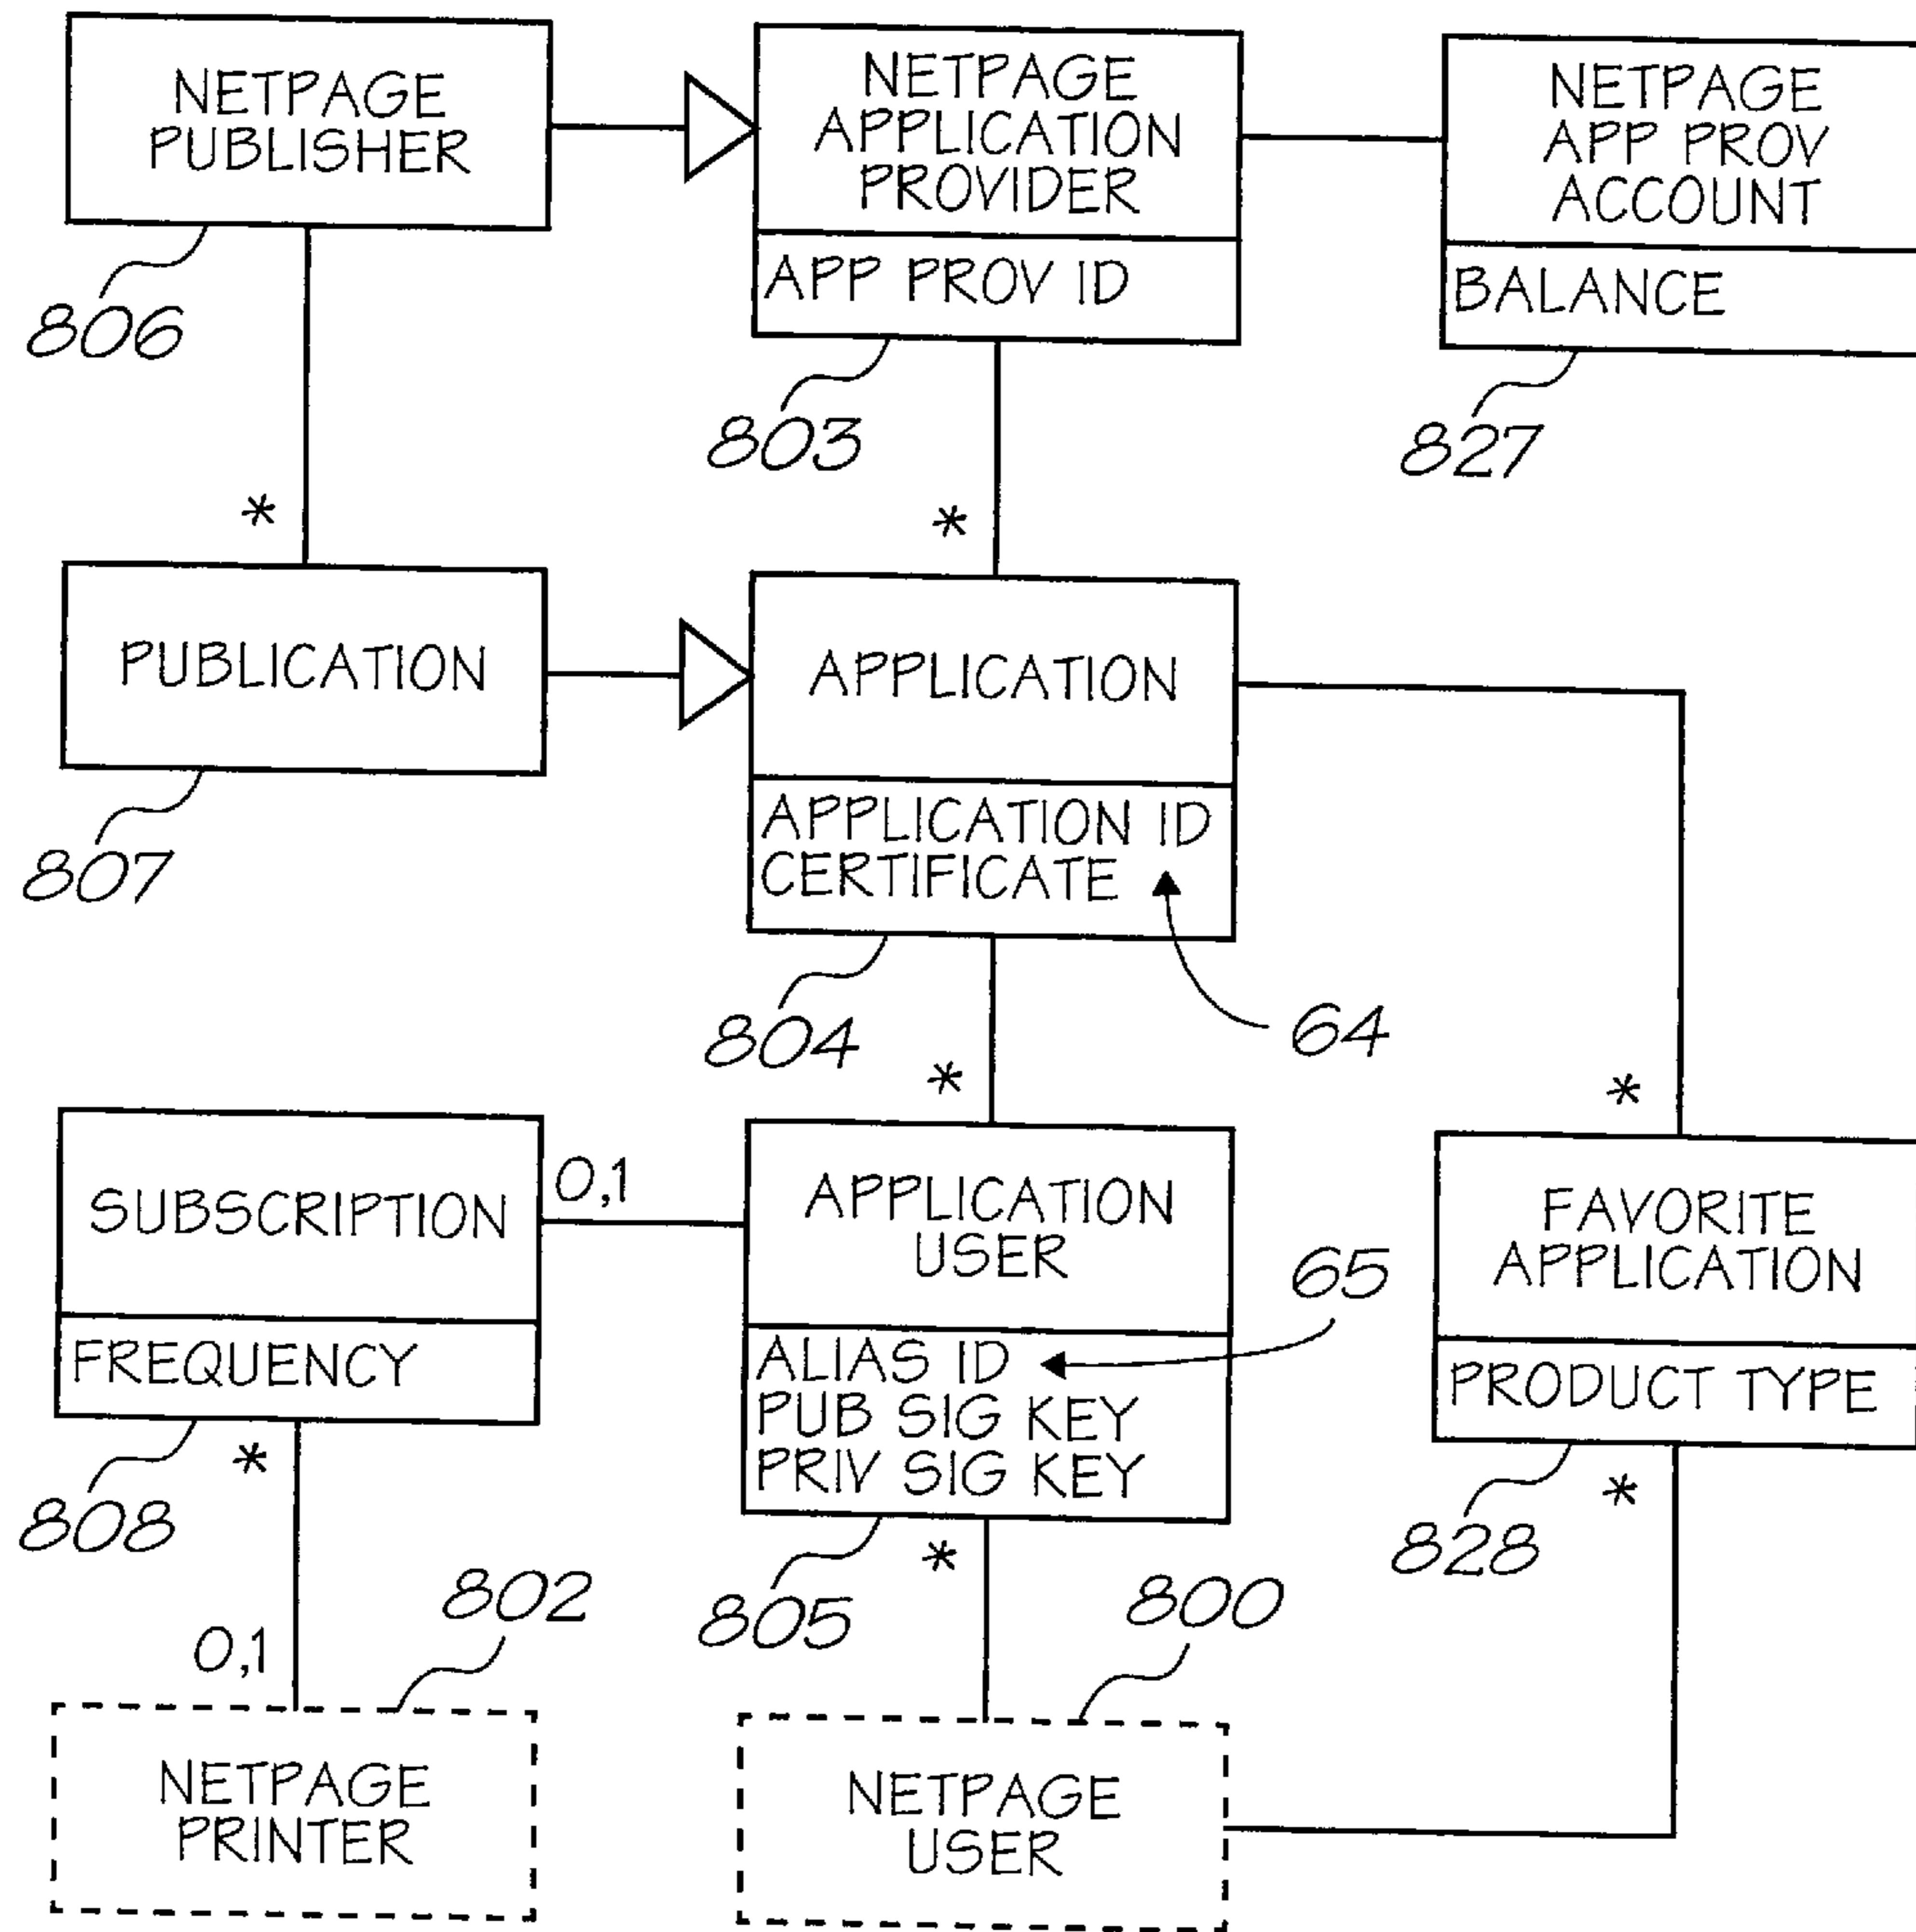 NETPAGE
PUBLISHER
NETPAGE
APPLICATION
PROVIDER
APP PROV ID
NETPAGE
APP PROV
ACCOUNT
BALANCE
806
803
827
*
*
PUBLICATION
APPLICATION
APPLICATION ID
CERTIFICATE
807
804
64
*
*
SUBSCRIPTION
FREQUENCY
0,1
APPLICATION
USER
ALIAS ID
PUB SIG KEY
PRIV SIG KEY
65
FAVORITE
APPLICATION
PRODUCT TYPE
808
*
802
805
*
800
828
*
0,1
NETPAGE
PRINTER
NETPAGE
USER